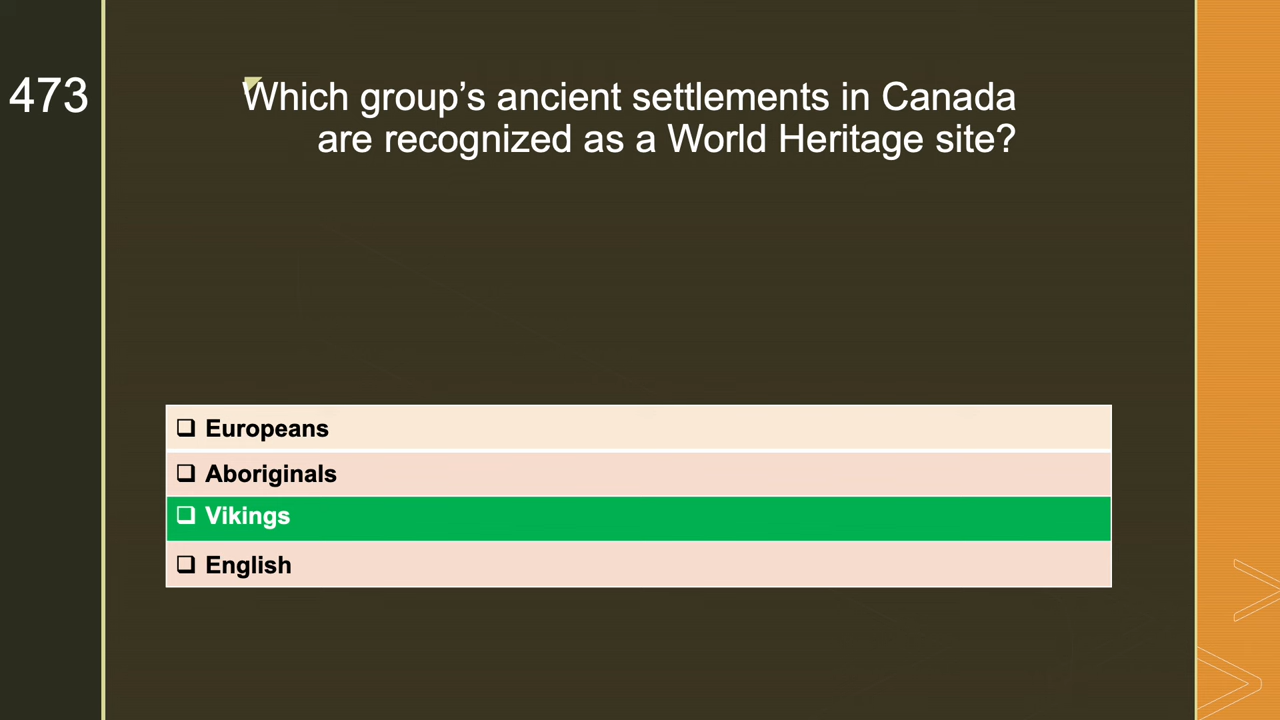 473
Which group’s ancient settlements in Canada
are recognized as a World Heritage site?
❑ Europeans
❑ Aboriginals
❑ Vikings
❑ English